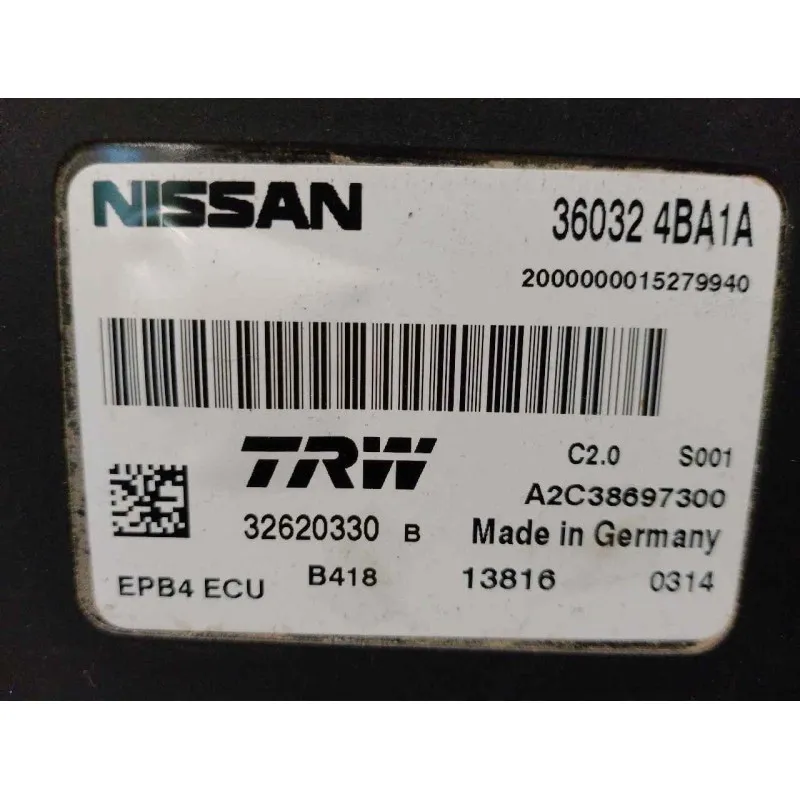 NISSAN 36032 4BA1A
2000000015279940
TRW C2.0 S001
A2C38697300
32620330 B Made in Germany
EPB4 ECU B418 13816 0314